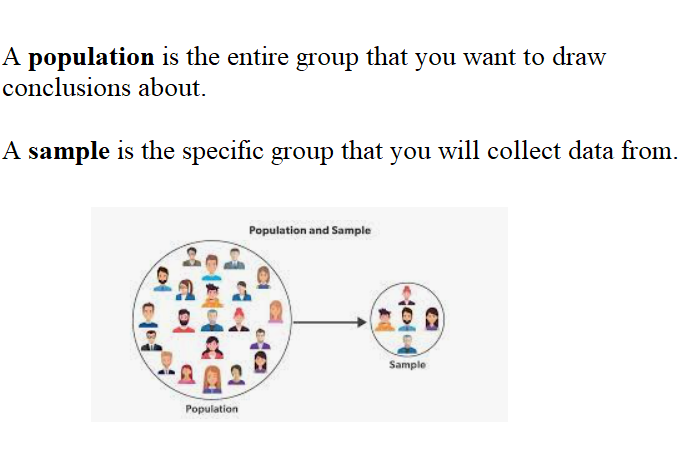 A population is the entire group that you want to draw
conclusions about.
A sample is the specific group that you will collect data from.
Population and Sample
Sample
Population